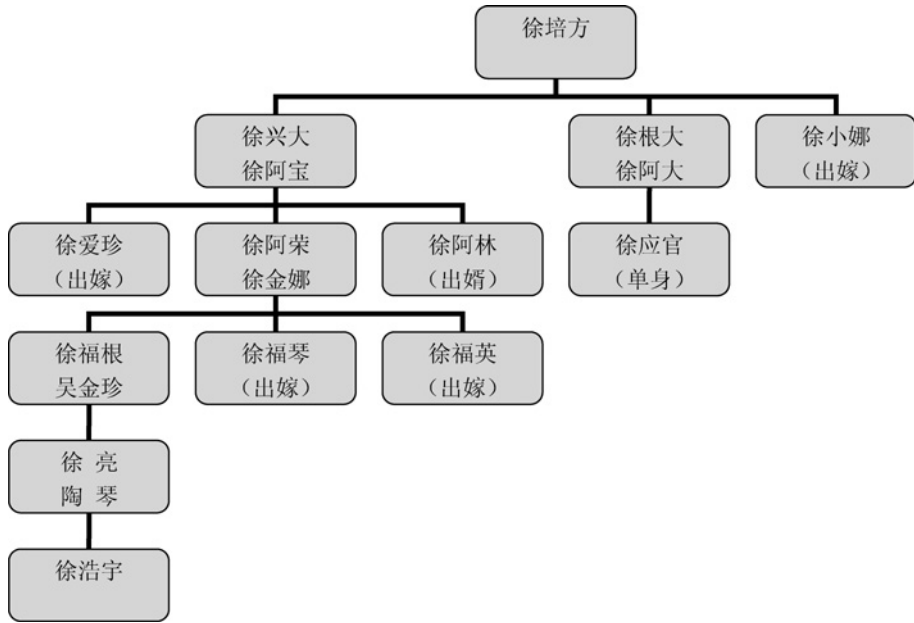 徐培方
徐兴大
徐阿宝
徐根大
徐阿大
徐小娜
（出嫁）
徐爱珍
（出嫁）
徐阿荣
徐金娜
徐阿林
（出婿）
徐应官
（单身）
徐福根
吴金珍
徐福琴
（出嫁）
徐福英
（出嫁）
徐 亮
陶 琴
徐浩宇